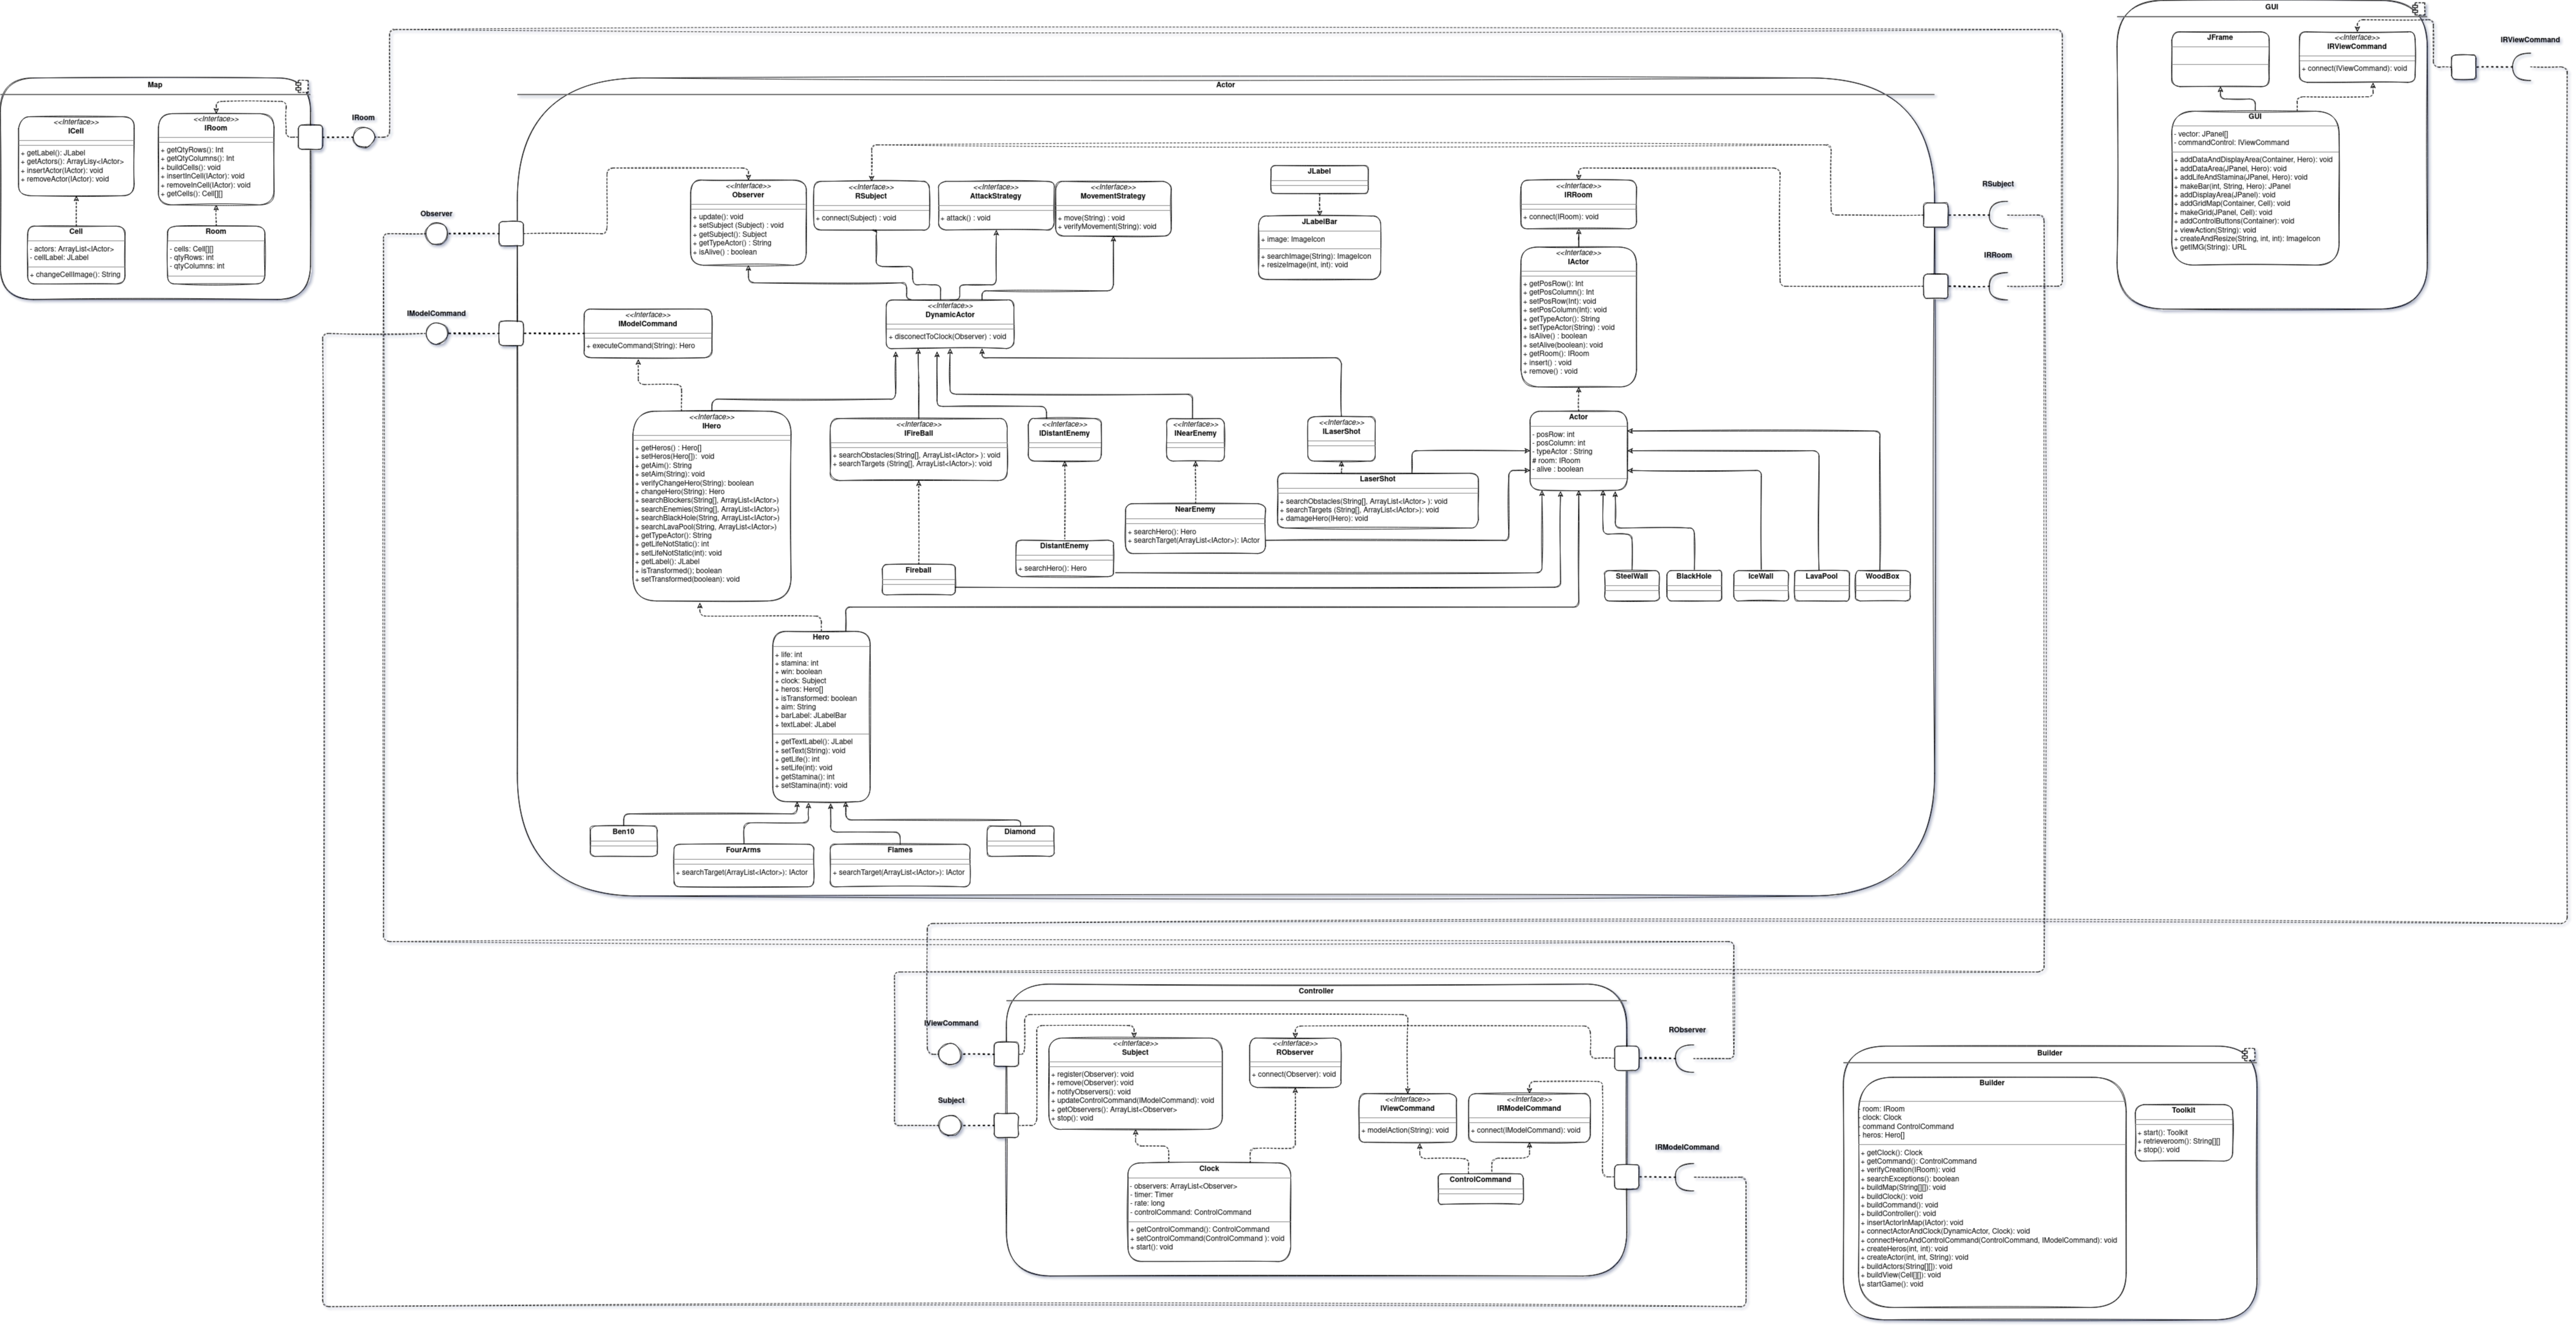 Map
<<Interface>>
ICell
+ getLabel(): JLabel
+ getActors(): ArrayLisy<IActor>
+ insertActor(IActor): void
+ removeActor(IActor): void
<<Interface>>
IRoom
+ getQtyRows(): Int
+ getQtyColumns(): Int
+ buildCells(): void
+ insertInCell(IActor): void
+ removeInCell(IActor): void
+ getCells(): Cell[][]
Cell
- actors: ArrayList<IActor>
- cellLabel: JLabel
+ changeCellImage(): String
Room
- cells: Cell[][]
- qtyRows: int
- qtyColumns: int
IRoom
Observer
IModelCommand
Actor
<<Interface>>
Observer
+ update(): void
+ setSubject (Subject) : void
+ getSubject(): Subject
+ getTypeActor() : String
+ isAlive() : boolean
<<Interface>>
RSubject
+ connect(Subject) : void
<<Interface>>
AttackStrategy
+ attack() : void
<<Interface>>
MovementStrategy
+ move(String) : void
+ verifyMovement(String): void
JLabel
JLabelBar
+ image: ImageIcon
+ searchImage(String): ImageIcon
+ resizeImage(int, int): void
<<Interface>>
IRRoom
+ connect(IRoom): void
<<Interface>>
IActor
+ getPosRow(): Int
+ getPosColumn(): Int
+ setPosRow(Int): void
+ setPosColumn(Int): void
+ getTypeActor(): String
+ setTypeActor(String) : void
+ isAlive() : boolean
+ setAlive(boolean): void
+ getRoom(): IRoom
+ insert() : void
+ remove() : void
<<Interface>>
IModelCommand
+ executeCommand(String): Hero
<<Interface>>
DynamicActor
+ disconectToClock(Observer) : void
<<Interface>>
IHero
+ getHeros() : Hero[]
+ setHeros(Hero[]): void
+ getAim(): String
+ setAim(String): void
+ verifyChangeHero(String): boolean
+ changeHero(String): Hero
+ searchBlockers(String[], ArrayList<IActor>)
+ searchEnemies(String[], ArrayList<IActor>)
+ searchBlackHole(String, ArrayList<IActor>)
+ searchLavaPool(String, ArrayList<IActor>)
+ getTypeActor(): String
+ getLifeNotStatic(): int
+ setLifeNotStatic(int): void
+ getLabel(): JLabel
+ isTransformed(); boolean
+ setTransformed(boolean): void
<<Interface>>
IFireBall
+ searchObstacles(String[], ArrayList<IActor> ): void
+ searchTargets (String[], ArrayList<IActor>): void
<<Interface>>
IDistantEnemy
<<Interface>>
INearEnemy
<<Interface>>
ILaserShot
LaserShot
+ searchObstacles(String[], ArrayList<IActor> ): void
+ searchTargets (String[], ArrayList<IActor>): void
+ damageHero(IHero): void
NearEnemy
+ searchHero(): Hero
+ searchTarget(ArrayList<IActor>): IActor
DistantEnemy
+ searchHero(): Hero
Fireball
Actor
- posRow: int
- posColumn: int
- typeActor : String
# room: IRoom
- alive : boolean
SteelWall
BlackHole
IceWall
LavaPool
WoodBox
Hero
+ life: int
+ stamina: int
+ win: boolean
+ clock: Subject
+ heros: Hero[]
+ isTransformed: boolean
+ aim: String
+ barLabel: JLabelBar
+ textLabel: JLabel
+ getTextLabel(): JLabel
+ setText(String): void
+ getLife(): int
+ setLife(int): void
+ getStamina(): int
+ setStamina(int): void
Ben10
FourArms
+ searchTarget(ArrayList<IActor>): IActor
Flames
+ searchTarget(ArrayList<IActor>): IActor
Diamond
RSubject
IRRoom
GUI
JFrame
<<Interface>>
IRViewCommand
+ connect(IViewCommand): void
GUI
- vector: JPanel[]
- commandControl: IViewCommand
+ addDataAndDisplayArea(Container, Hero): void
+ addDataArea(JPanel, Hero): void
+ addLifeAndStamina(JPanel, Hero): void
+ makeBar(int, String, Hero): JPanel
+ addDisplayArea(JPanel): void
+ addGridMap(Container, Cell): void
+ makeGrid(JPanel, Cell): void
+ addControlButtons(Container): void
+ viewAction(String): void
+ createAndResize(String, int, int): ImageIcon
+ getIMG(String): URL
IRViewCommand
Controller
IViewCommand
Subject
<<Interface>>
Subject
+ register(Observer): void
+ remove(Observer): void
+ notifyObservers(): void
+ updateControlCommand(IModelCommand): void
+ getObservers(): ArrayList<Observer>
+ stop(): void
<<Interface>>
RObserver
+ connect(Observer): void
<<Interface>>
IViewCommand
+ modelAction(String): void
<<Interface>>
IRModelCommand
+ connect(IModelCommand): void
Clock
- observers: ArrayList<Observer>
- timer: Timer
- rate: long
- controlCommand: ControlCommand
+ getControlCommand(): ControlCommand
+ setControlCommand(ControlCommand ): void
+ start(): void
ControlCommand
RObserver
IRModelCommand
Builder
Builder
room: IRoom
clock: Clock
command ControlCommand
heros: Hero[]
+ getClock(): Clock
+ getCommand(): ControlCommand
+ verifyCreation(IRoom): void
+ searchExceptions(): boolean
+ buildMap(String[][]): void
+ buildClock(): void
+ buildCommand(): void
+ buildController(): void
+ insertActorInMap(IActor): void
+ connectActorAndClock(DynamicActor, Clock): void
+ connectHeroAndControlCommand(ControlCommand, IModelCommand): void
+ createHeros(int, int): void
+ createActor(int, int, String): void
+ buildActors(String[][]): void
+ buildView(Cell[][]): void
+ startGame(): void
Toolkit
+ start(): Toolkit
+ retrieveroom(): String[][]
+ stop(): void